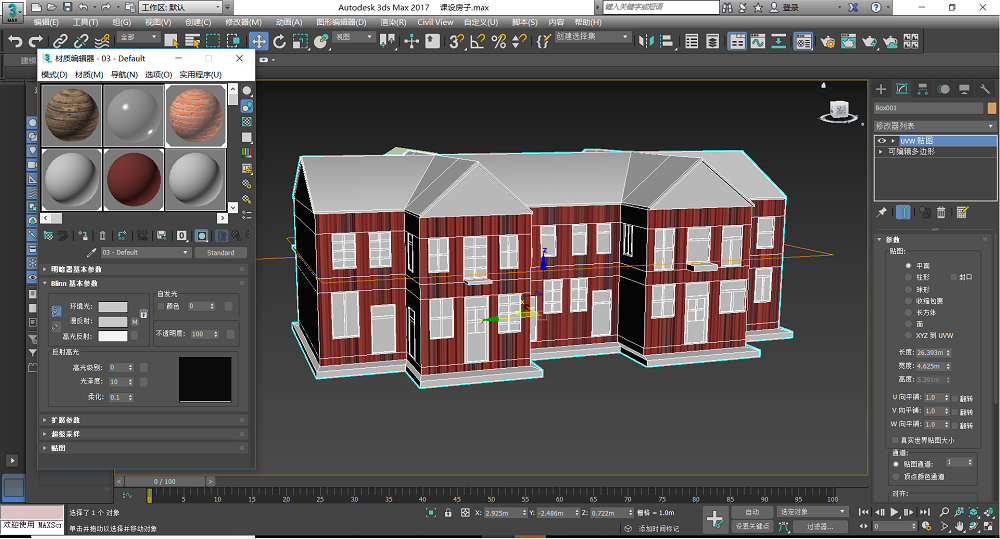 3
MAX
工作区: 默认
Autodesk 3ds Max 2017
课设房子.max
键入关键字或短语
登录
编辑(E)
工具(T)
组(G)
视图(V)
创建(C)
修改器(M)
动画(A)
图形编辑器(D)
渲染(R)
Civil View
自定义(U)
脚本(S)
内容
帮助(H)
全部
视图
创建选择集
建模
材质编辑器 - 03 - Default
模式(D)
材质(M)
导航(N)
选项(O)
实用程序(U)
03 - Default
Standard
明暗器基本参数
Blinn 基本参数
环境光:
漫反射:
M
高光反射:
自发光
颜色
0
不透明度:
100
反射高光
高光级别:
0
光泽度:
10
柔化:
0.1
扩展参数
超级采样
贴图
Z
X
Box001
修改器列表
UVW 贴图
可编辑多边形
参数
贴图:
平面
柱形
封口
球形
收缩包裹
长方体
面
XYZ 到 UVW
长度:
26.393m
宽度:
4.625m
高度:
5.391m
U 向平铺:
1.0
翻转
V 向平铺:
1.0
翻转
W 向平铺:
1.0
翻转
真实世界贴图大小
通道:
贴图通道:
1
顶点颜色通道
对齐:
0 / 100
0
5
10
15
20
25
30
35
40
45
50
55
60
65
70
75
80
85
90
95
100
选择了 1 个 对象
欢迎使用 MAXSc
单击并拖动以选择并移动对象
X:
2.925m
Y:
-2.486m
Z:
0.722m
栅格 = 1.0m
添加时间标记
自动
选定对象
设置关键点
过滤器...
0